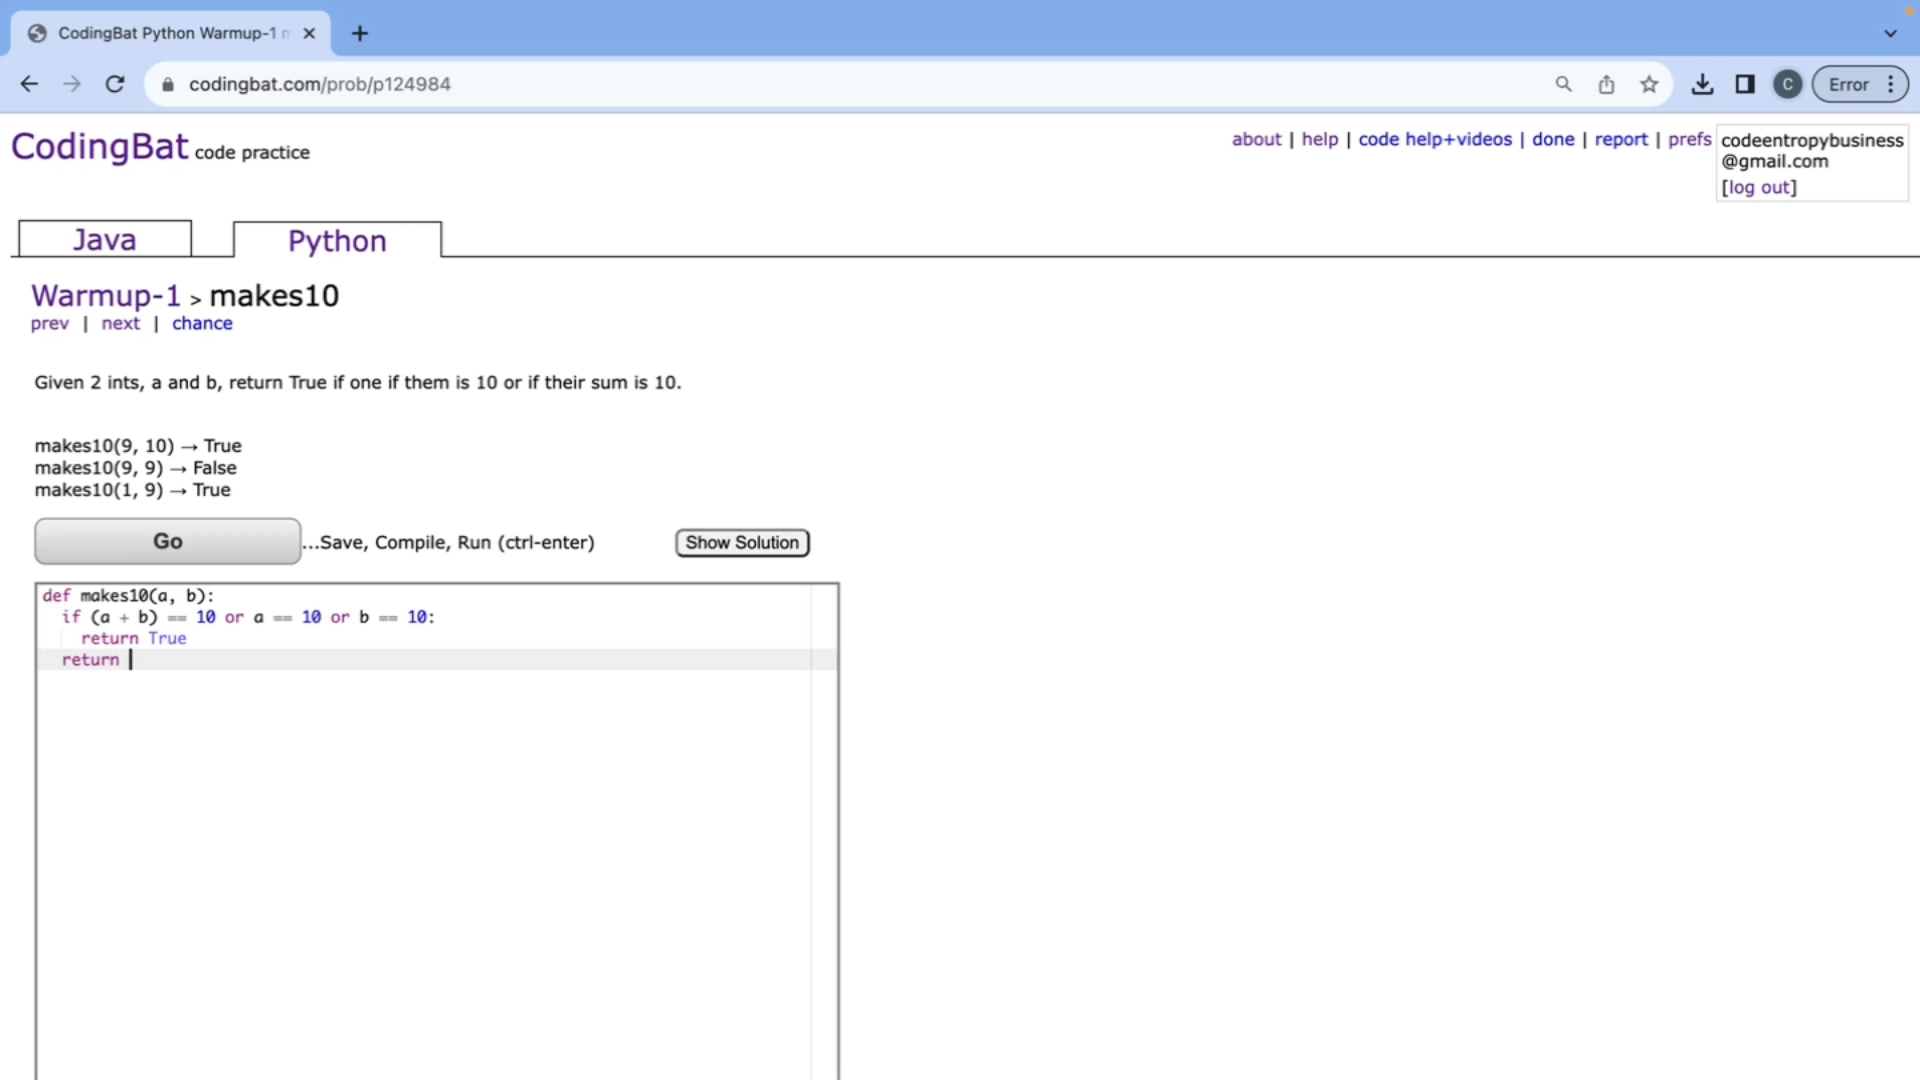 CodingBat Python Warmup-1
codingbat.com/prob/p124984
C
Error
CodingBat code practice
about | help | code help+videos | done | report | prefs
codeentropybusiness
@gmail.com
[log out]
Java
Python
Warmup-1 > makes10
prev | next | chance
Given 2 ints, a and b, return True if one if them is 10 or if their sum is 10.
makes10(9, 10) → True
makes10(9, 9) → False
makes10(1, 9) → True
Go
...Save, Compile, Run (ctrl-enter)
Show Solution
def makes10(a, b):
if (a + b) == 10 or a == 10 or b == 10:
return True
return